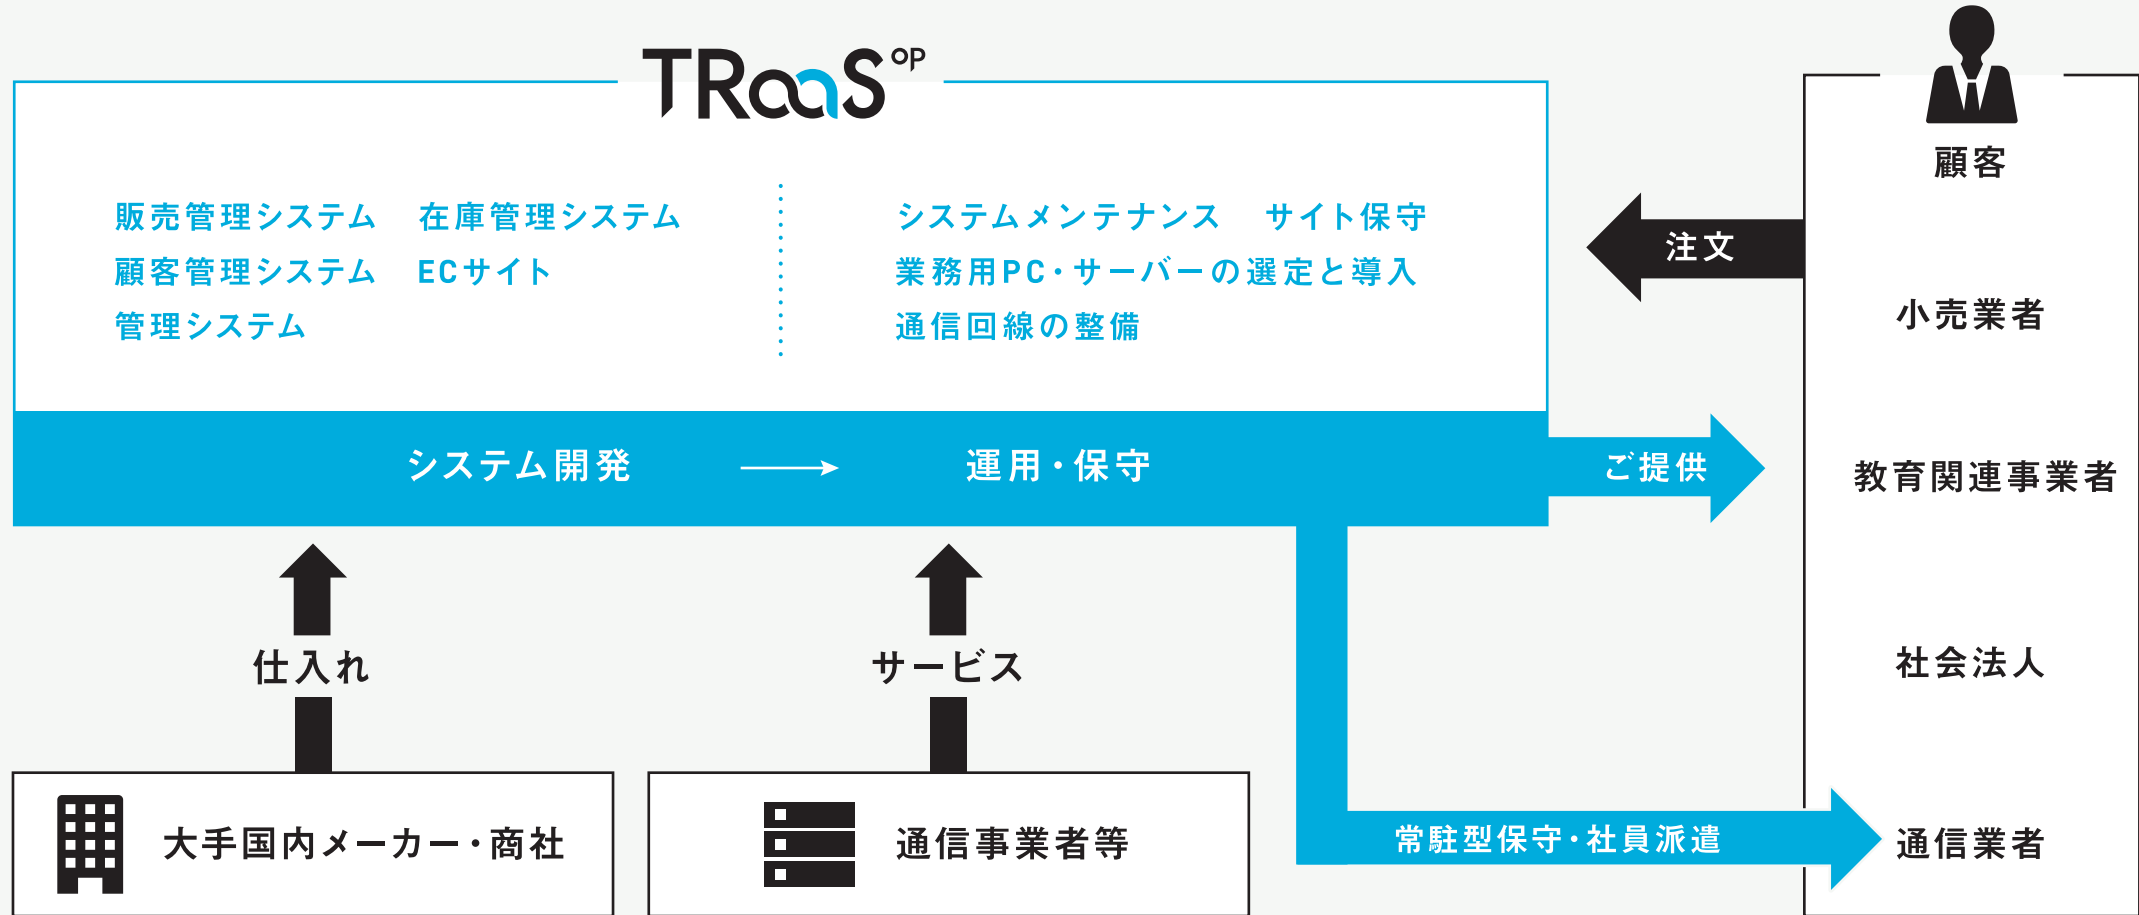 TRaaS OP
販売管理システム 在庫管理システム
顧客管理システム ECサイト
管理システム
システムメンテナンス サイト保守
業務用PC・サーバーの選定と導入
通信回線の整備
システム開発 → 運用・保守
注文
ご提供
顧客
小売業者
教育関連事業者
社会法人
通信業者
仕入れ
サービス
大手国内メーカー・商社
通信事業者等
常駐型保守・社員派遣